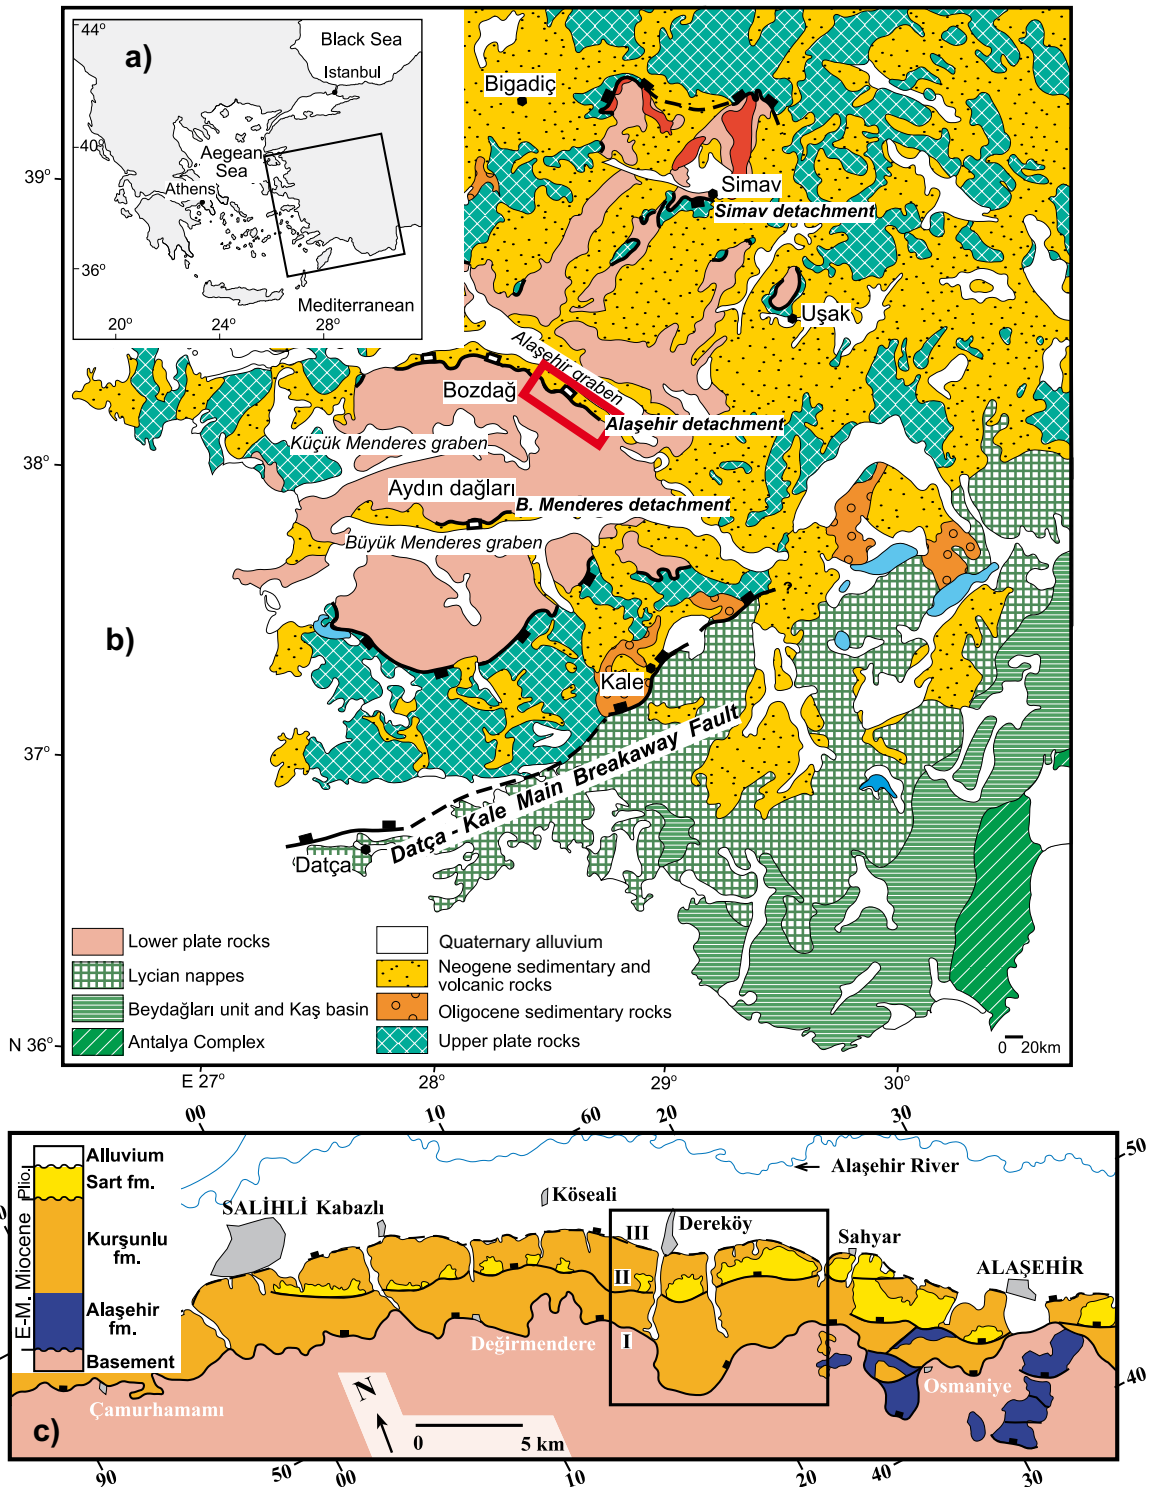 44°
a)
Black Sea
Istanbul
40°
Aegean
Sea
Athens
36°
Mediterranean
20°
24°
28°
Bigadiç
39°
Simav
Simav detachment
Uşak
Alaşehir graben
Bozdağ
Alaşehir detachment
Küçük Menderes graben
38°
Aydın dağları
B. Menderes detachment
Büyük Menderes graben
?
b)
Kale
37°
Datça - Kale Main Breakaway Fault
Datça
Lower plate rocks
Lycian nappes
Beydağları unit and Kaş basin
Antalya Complex
Quaternary alluvium
Neogene sedimentary and
volcanic rocks
Oligocene sedimentary rocks
Upper plate rocks
0 20km
N 36°
E 27°
28°
29°
30°
00
10
60
20
30
50
Alluvium
Sart fm.
Kurşunlu
fm.
Alaşehir
fm.
Basement
Plio.
E-M. Miocene
Alaşehir River
SALİHLİ
Kabazlı
Köseali
III
Dereköy
Sahyar
ALAŞEHİR
II
I
Değirmendere
Osmaniye
40
Çamurhamamı
c)
N
0
5 km
90
50
00
10
20
40
30